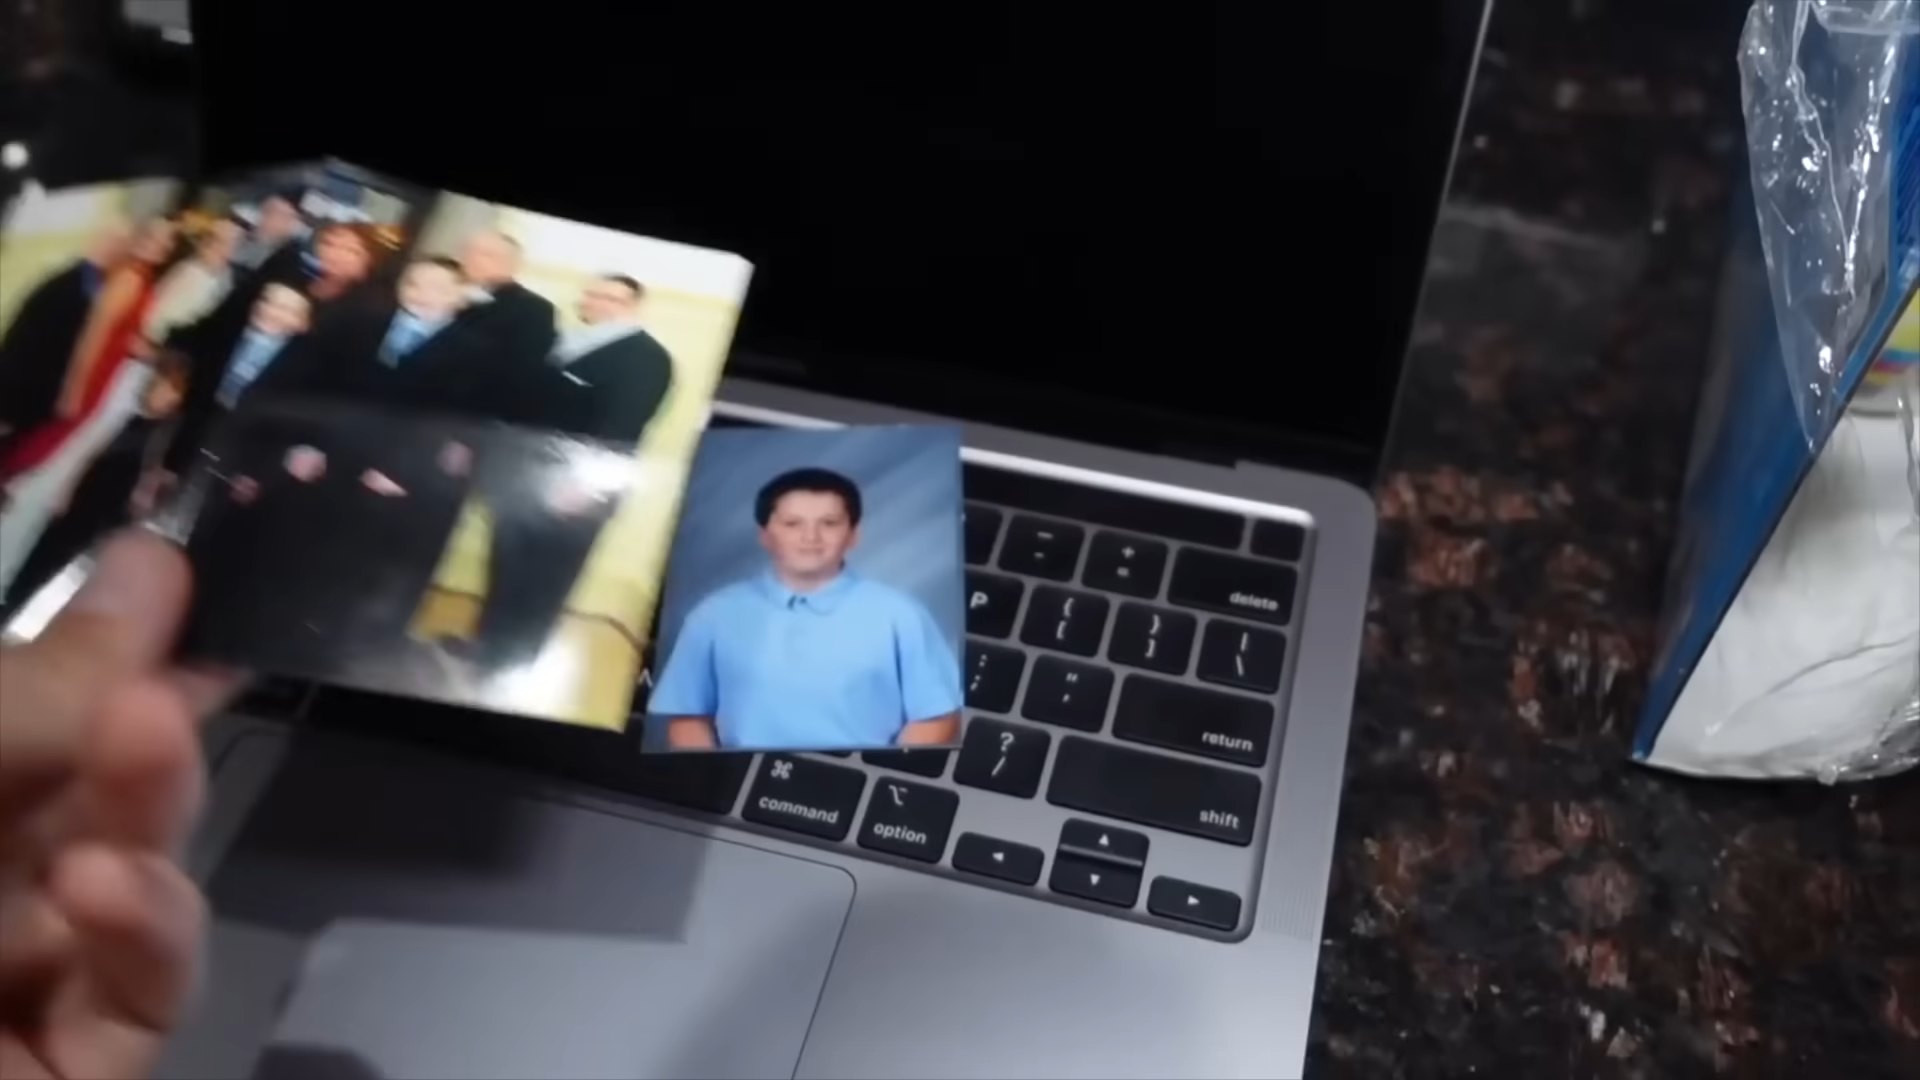 — -
+ =
delete
P
{ [
} ]
| \
: ;
" '
return
? /
shift
⌘
command
⌥
option
▲
◀
▼
▶